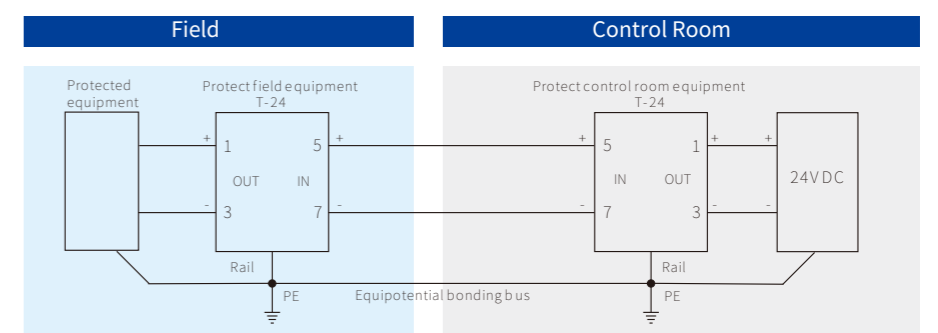 Field
Control Room
Protected
equipment
Protect field equipment
T-24
Protect control room equipment
T-24
+ + + + + +
1 5 5 1
OUT IN IN OUT 24V DC
- - - - - -
3 7 7 3
Rail Rail
PE Equipotential bonding bus PE